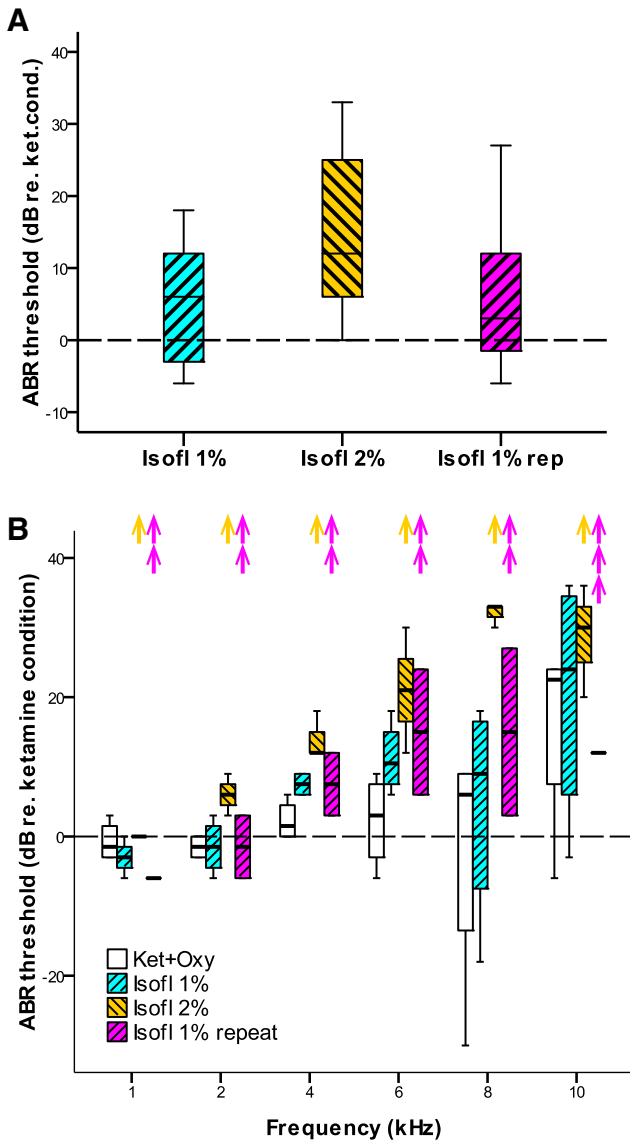 A
ABR threshold (dB re. ket.cond.)
40
30
20
10
0
-10
Isofl 1%
Isofl 2%
Isofl 1% rep
B
ABR threshold (dB re. ketamine condition)
40
20
0
-20
Ket+Oxy
Isofl 1%
Isofl 2%
Isofl 1% repeat
1
2
4
6
8
10
Frequency (kHz)